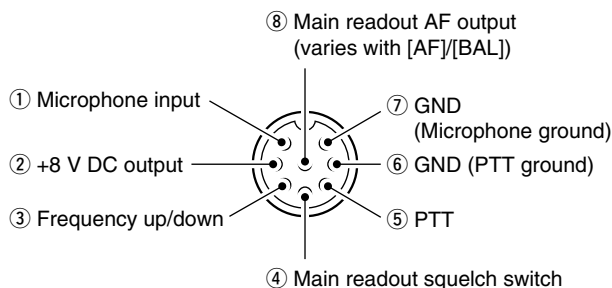 ⑧ Main readout AF output
(varies with [AF]/[BAL])
① Microphone input
⑦ GND
(Microphone ground)
② +8 V DC output
⑥ GND (PTT ground)
③ Frequency up/down
⑤ PTT
④ Main readout squelch switch